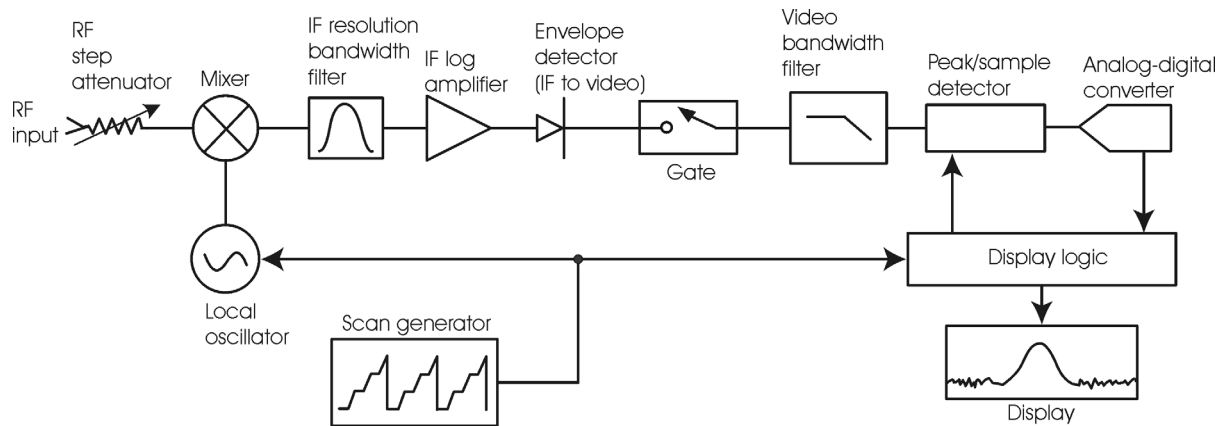 RF
step
attenuator
RF
input
Mixer
IF resolution
bandwidth
filter
IF log
amplifier
Envelope
detector
(IF to video)
Gate
Video
bandwidth
filter
Peak/sample
detector
Analog-digital
converter
Local
oscillator
Scan generator
Display logic
Display